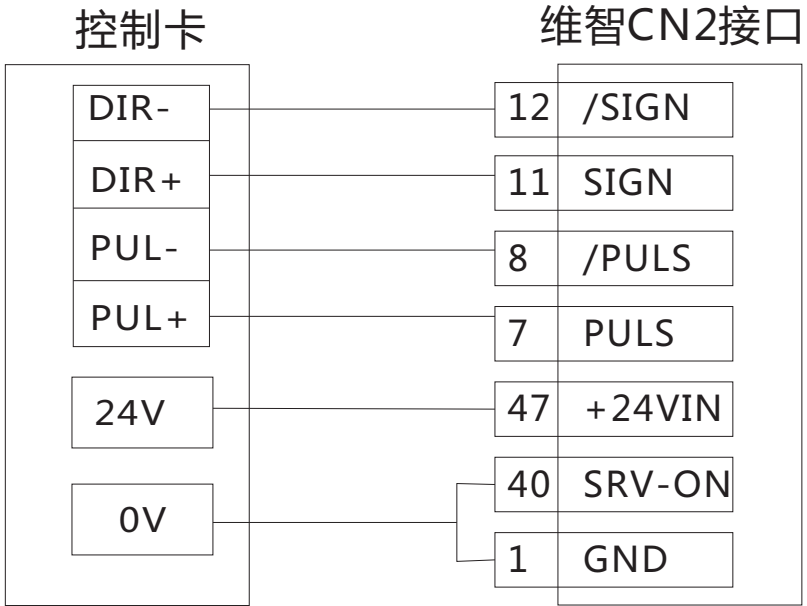 控制卡
维智CN2接口
DIR-
12 /SIGN
DIR+
11 SIGN
PUL-
8 /PULS
PUL+
7 PULS
24V
47 +24VIN
40 SRV-ON
0V
1 GND